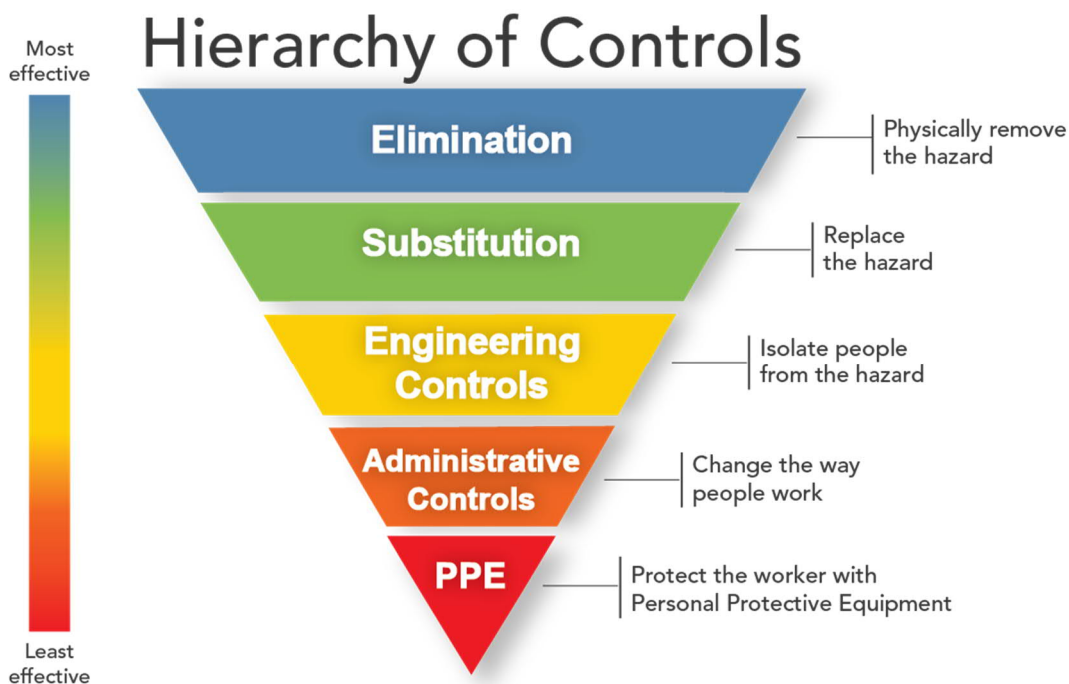 Hierarchy of Controls
Most
effective
Elimination
Physically remove
the hazard
Substitution
Replace
the hazard
Engineering
Controls
Isolate people
from the hazard
Administrative
Controls
Change the way
people work
PPE
Protect the worker with
Personal Protective Equipment
Least
effective